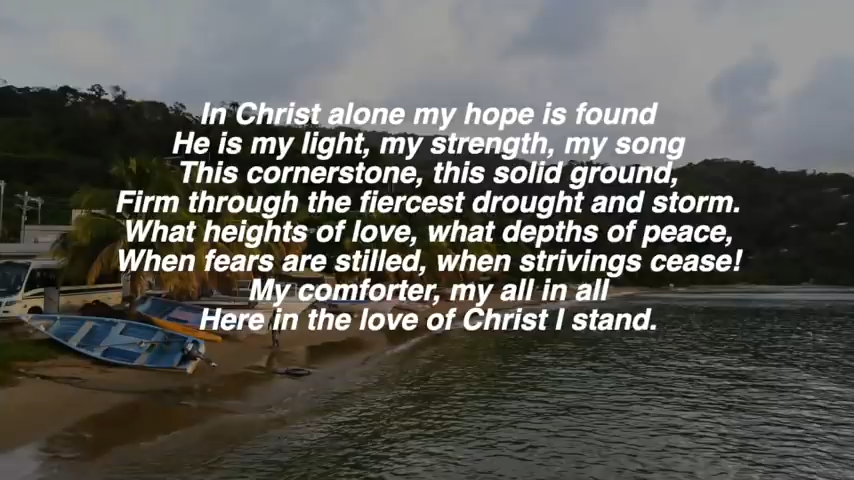 In Christ alone my hope is found
He is my light, my strength, my song
This cornerstone, this solid ground,
Firm through the fiercest drought and storm.
What heights of love, what depths of peace,
When fears are stilled, when strivings cease!
My comforter, my all in all
Here in the love of Christ I stand.